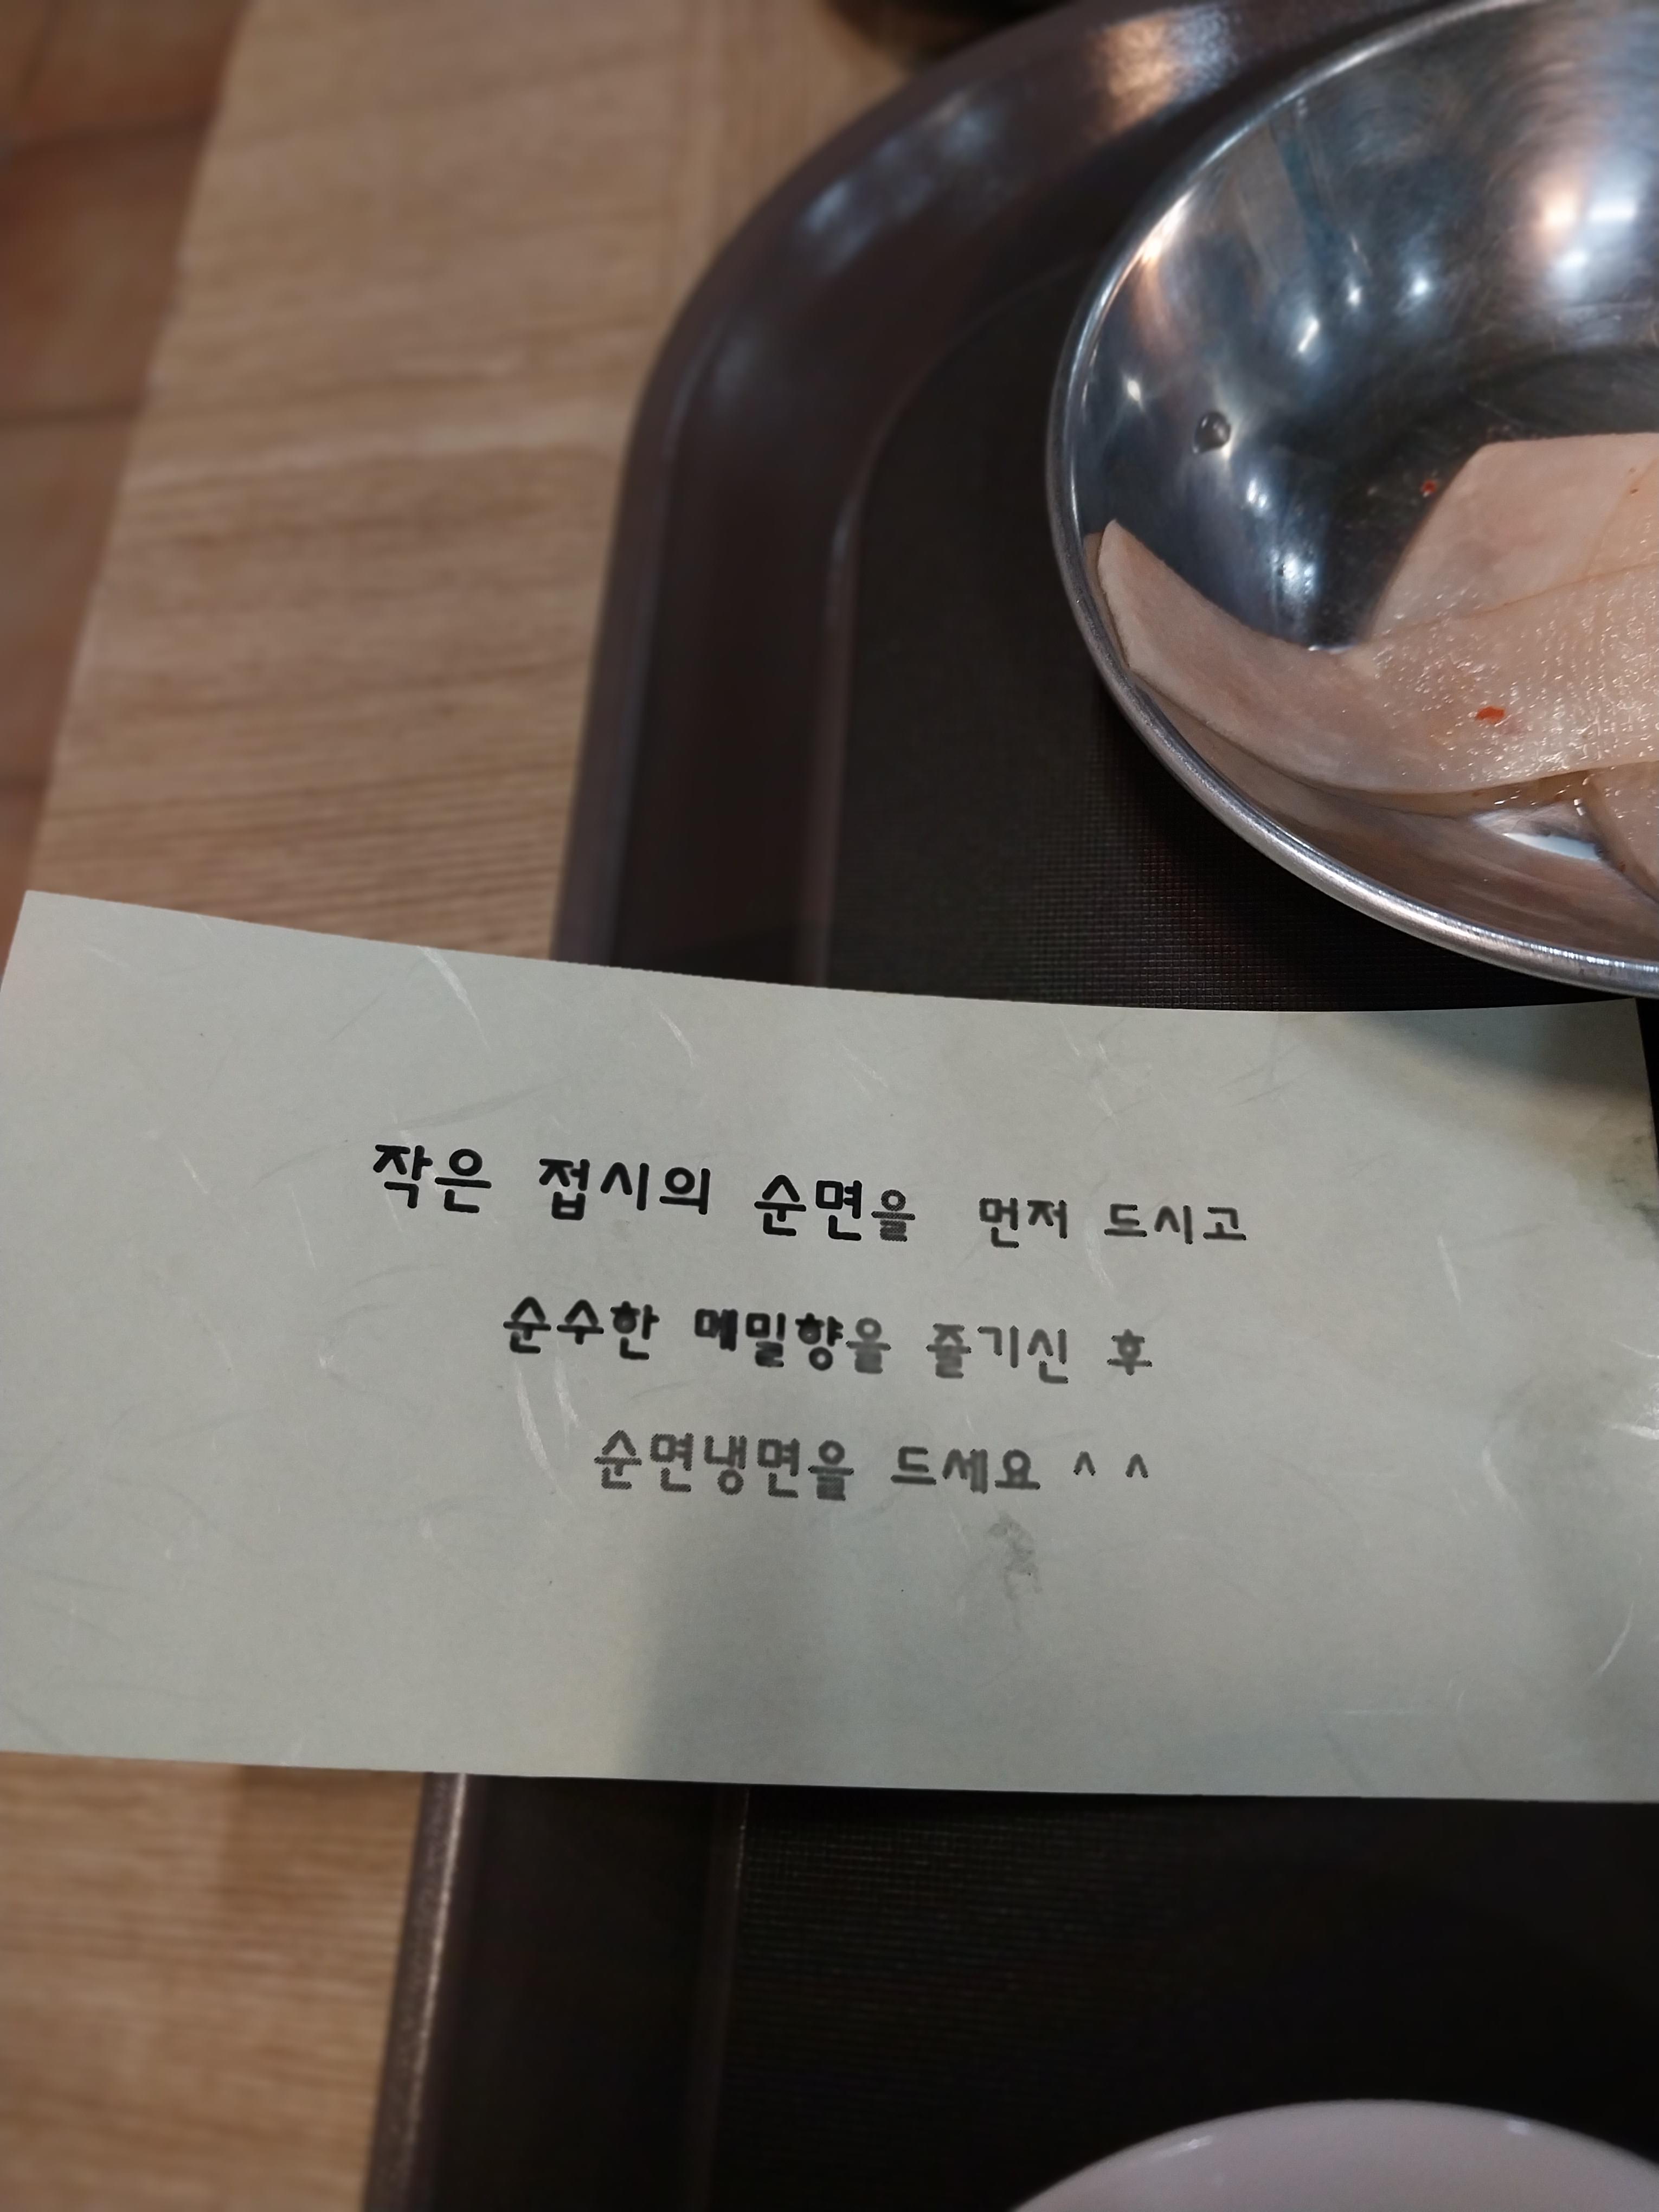 작은 접시의 순면을 먼저 드시고
순수한 메밀향을 즐기신 후
순면냉면을 드세요 ^ ^